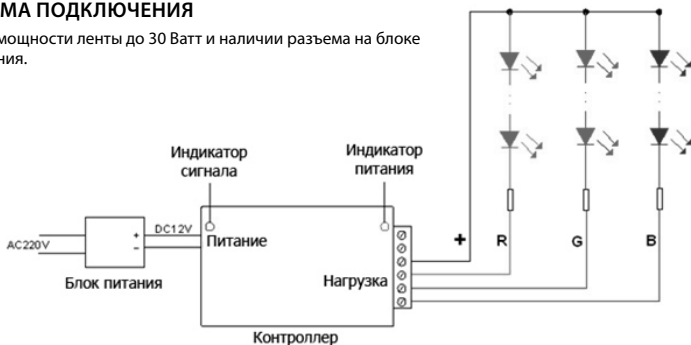 МА ПОДКЛЮЧЕНИЯ
мощности ленты до 30 Ватт и наличии разъема на блоке
ния.
Индикатор
сигнала
Индикатор
питания
AC220V
+
−
DC12V
Питание
Нагрузка
Блок питания
Контроллер
+
R
G
B